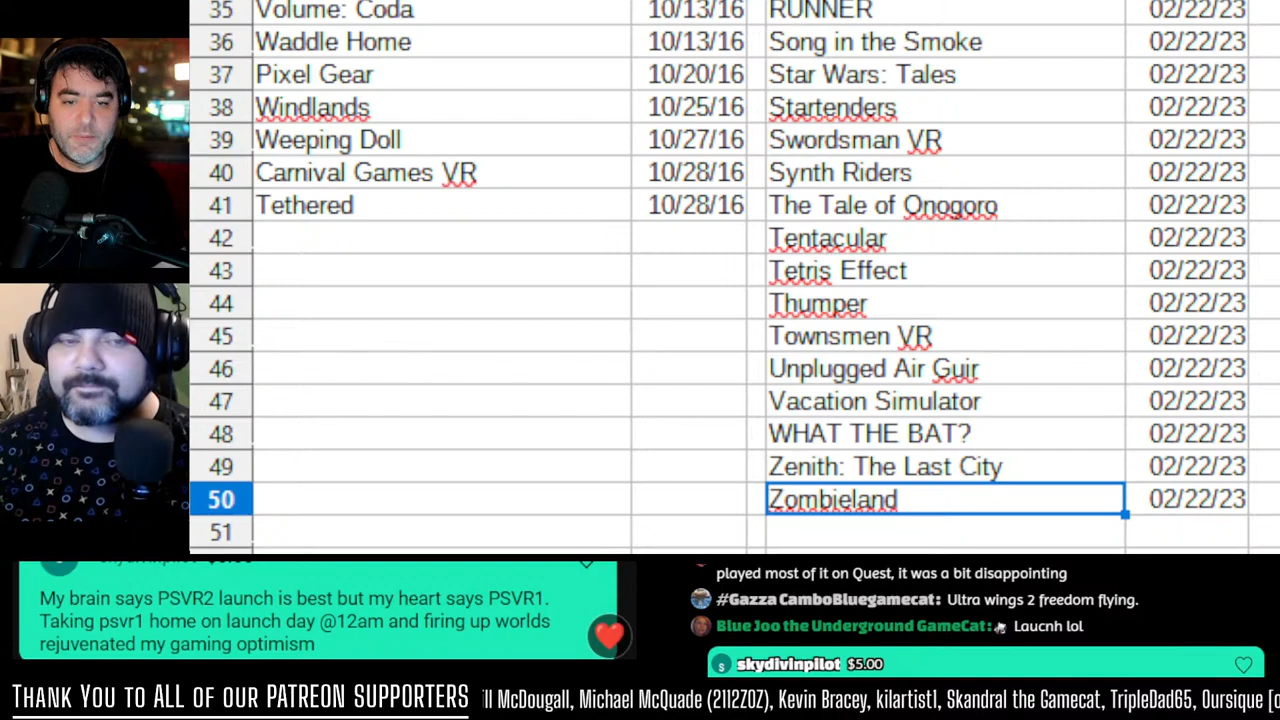 35 Volume: Coda 10/13/16 RUNNER 02/22/23
36 Waddle Home 10/13/16 Song in the Smoke 02/22/23
37 Pixel Gear 10/20/16 Star Wars: Tales 02/22/23
38 Windlands 10/25/16 Startenders 02/22/23
39 Weeping Doll 10/27/16 Swordsman VR 02/22/23
40 Carnival Games VR 10/28/16 Synth Riders 02/22/23
41 Tethered 10/28/16 The Tale of Onogoro 02/22/23
42 Tentacular 02/22/23
43 Tetris Effect 02/22/23
44 Thumper 02/22/23
45 Townsmen VR 02/22/23
46 Unplugged Air Guir 02/22/23
47 Vacation Simulator 02/22/23
48 WHAT THE BAT? 02/22/23
49 Zenith: The Last City 02/22/23
50 Zombieland 02/22/23
51
My brain says PSVR2 launch is best but my heart says PSVR1.
Taking psvr1 home on launch day @12am and firing up worlds
rejuvenated my gaming optimism
played most of it on Quest, it was a bit disappointing
#Gazza CamboBluegamecat: Ultra wings 2 freedom flying.
Blue Joo the Underground GameCat: Laucnh lol
S skydivinpilot $5.00
THANK YOU TO ALL OF OUR PATREON SUPPORTERS
ill McDougall, Michael McQuade (2112ZOZ), Kevin Bracey, kilartist1, Skandral the Gamecat, TripleDad65, Oursique [c